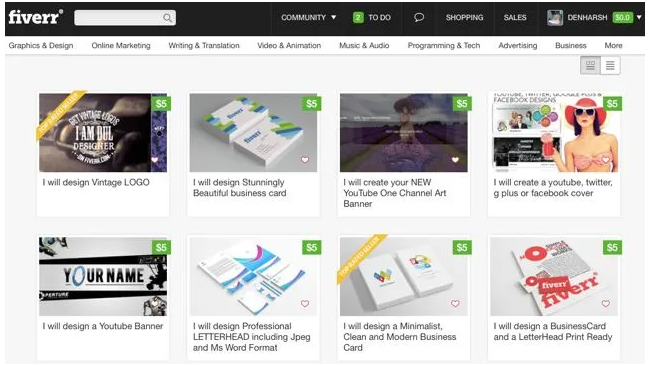 fiverr®
COMMUNITY ▼ 2 TO DO SHOPPING SALES DENHARSH $0.0 ▼
Graphics & Design Online Marketing Writing & Translation Video & Animation Music & Audio Programming & Tech Advertising Business More
TOP RATED SELLER
$5
GET VINTAGE LOGOS
I AM DUL
DESIGNER
ON FIVERR.COM
I will design Vintage LOGO
$5
fiverr
I will design Stunningly
Beautiful business card
$5
I will create your NEW
YouTube One Channel Art
Banner
YOUTUBE, TWITTER, GOOGLE PLUS &
FACEBOOK DESIGNS
$5
I will create a youtube, twitter,
g plus or facebook cover
$5
YOUR NAME
APERTURE
I will design a Youtube Banner
$5
I will design Professional
LETTERHEAD including Jpeg
and Ms Word Format
TOP RATED SELLER
$5
I will design a Minimalist,
Clean and Modern Business
Card
$5
fiverr®
fiverr®
I will design a BusinessCard
and a LetterHead Print Ready